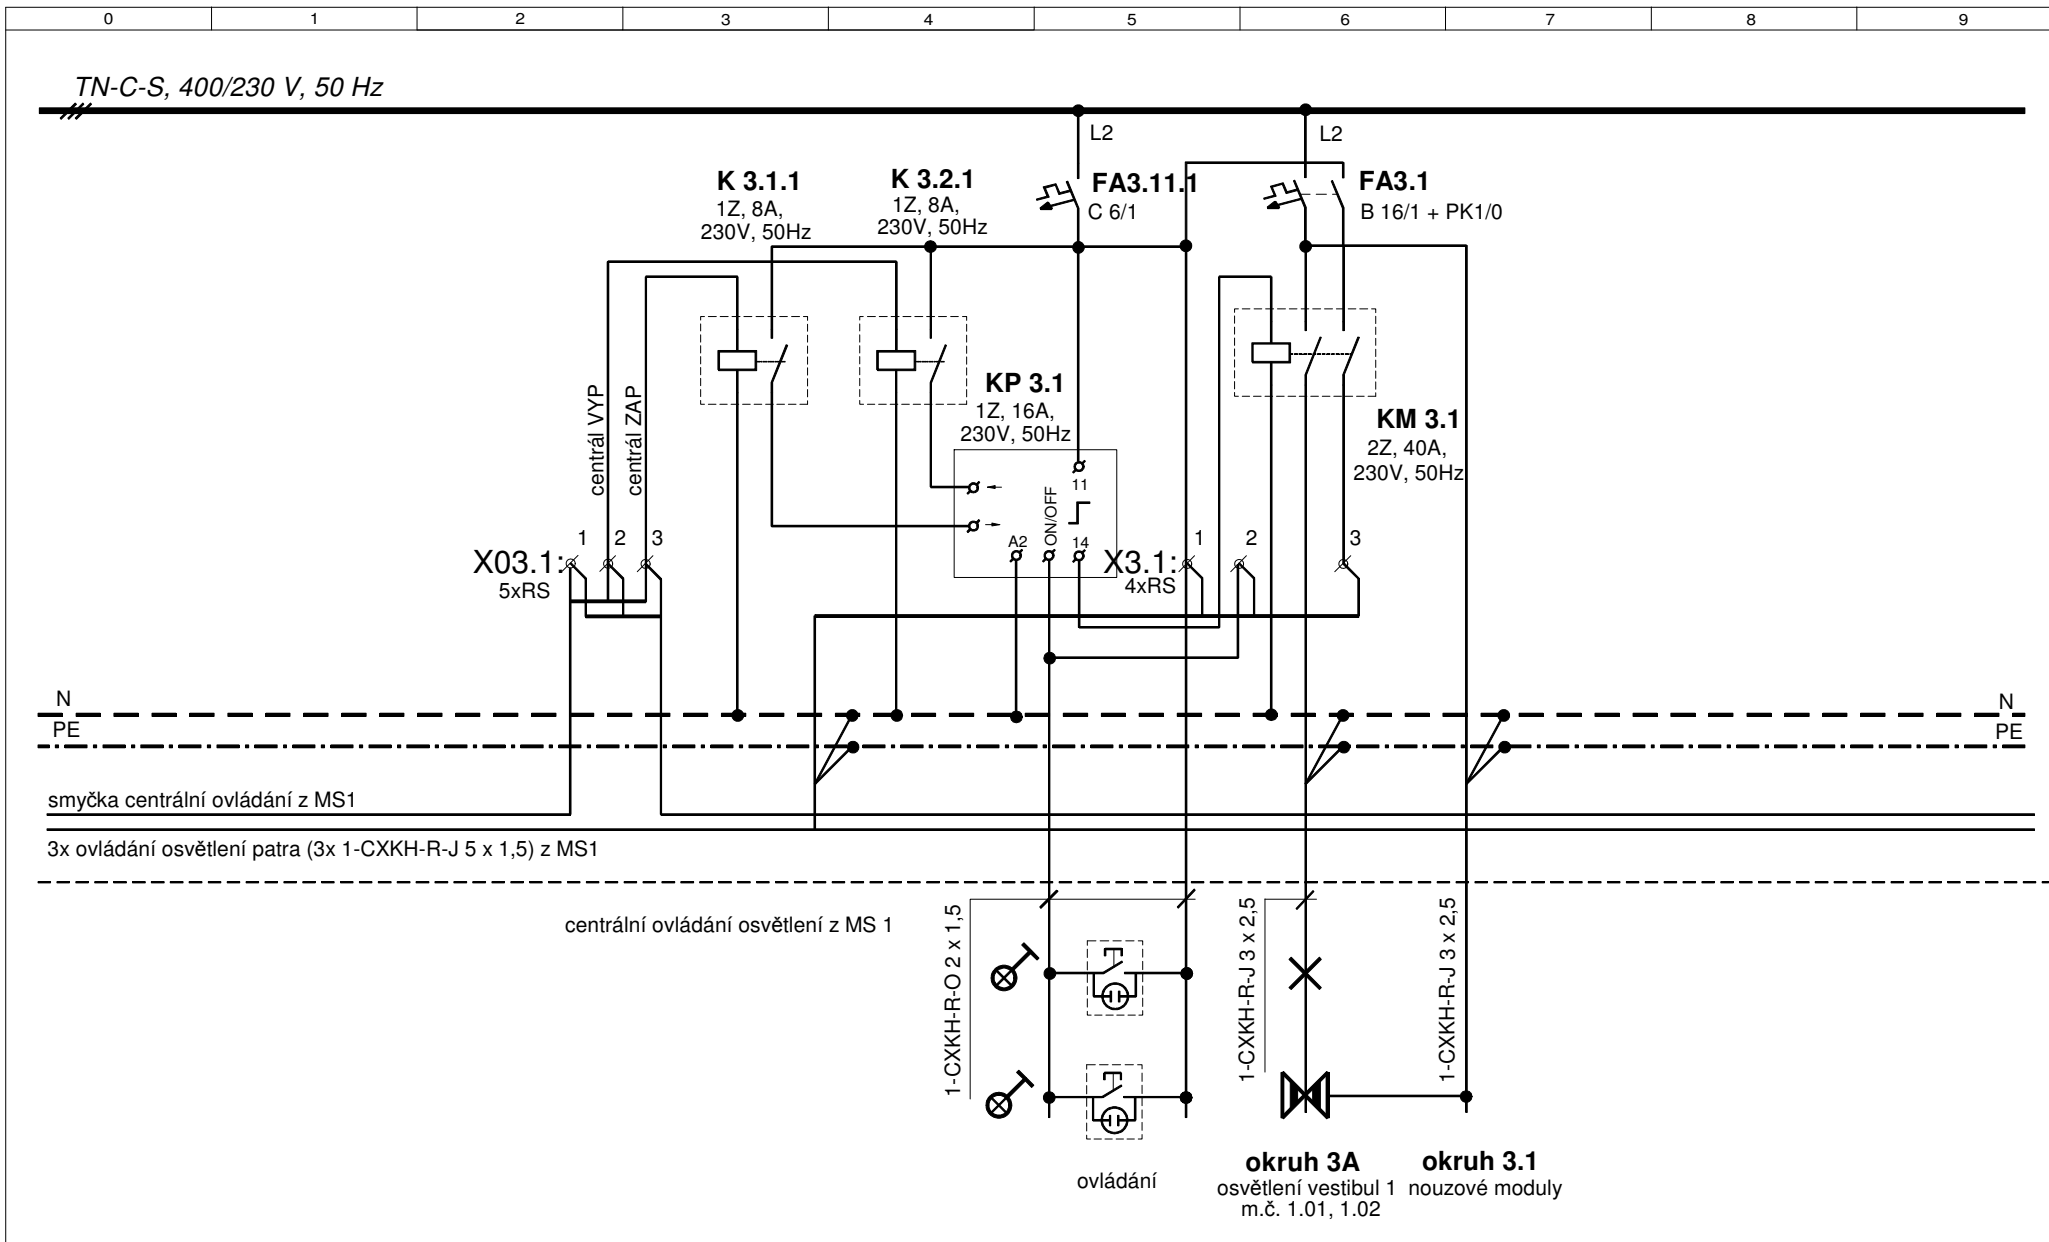 0 1 2 3 4 5 6 7 8 9
TN-C-S, 400/230 V, 50 Hz
L2
L2
K 3.1.1
1Z, 8A,
230V, 50Hz
K 3.2.1
1Z, 8A,
230V, 50Hz
FA3.11.1
C 6/1
FA3.1
B 16/1 + PK1/0
centrál VYP
centrál ZAP
KP 3.1
1Z, 16A,
230V, 50Hz
11
ON/OFF
A2
14
KM 3.1
2Z, 40A,
230V, 50Hz
X03.1:
5xRS
1 2 3
X3.1:
4xRS
1 2 3
N
PE
N
PE
smyčka centrální ovládání z MS1
3x ovládání osvětlení patra (3x 1-CXKH-R-J 5 x 1,5) z MS1
centrální ovládání osvětlení z MS 1
1-CXKH-R-O 2 x 1,5
1-CXKH-R-J 3 x 2,5
1-CXKH-R-J 3 x 2,5
ovládání
okruh 3A
osvětlení vestibul 1
m.č. 1.01, 1.02
okruh 3.1
nouzové moduly